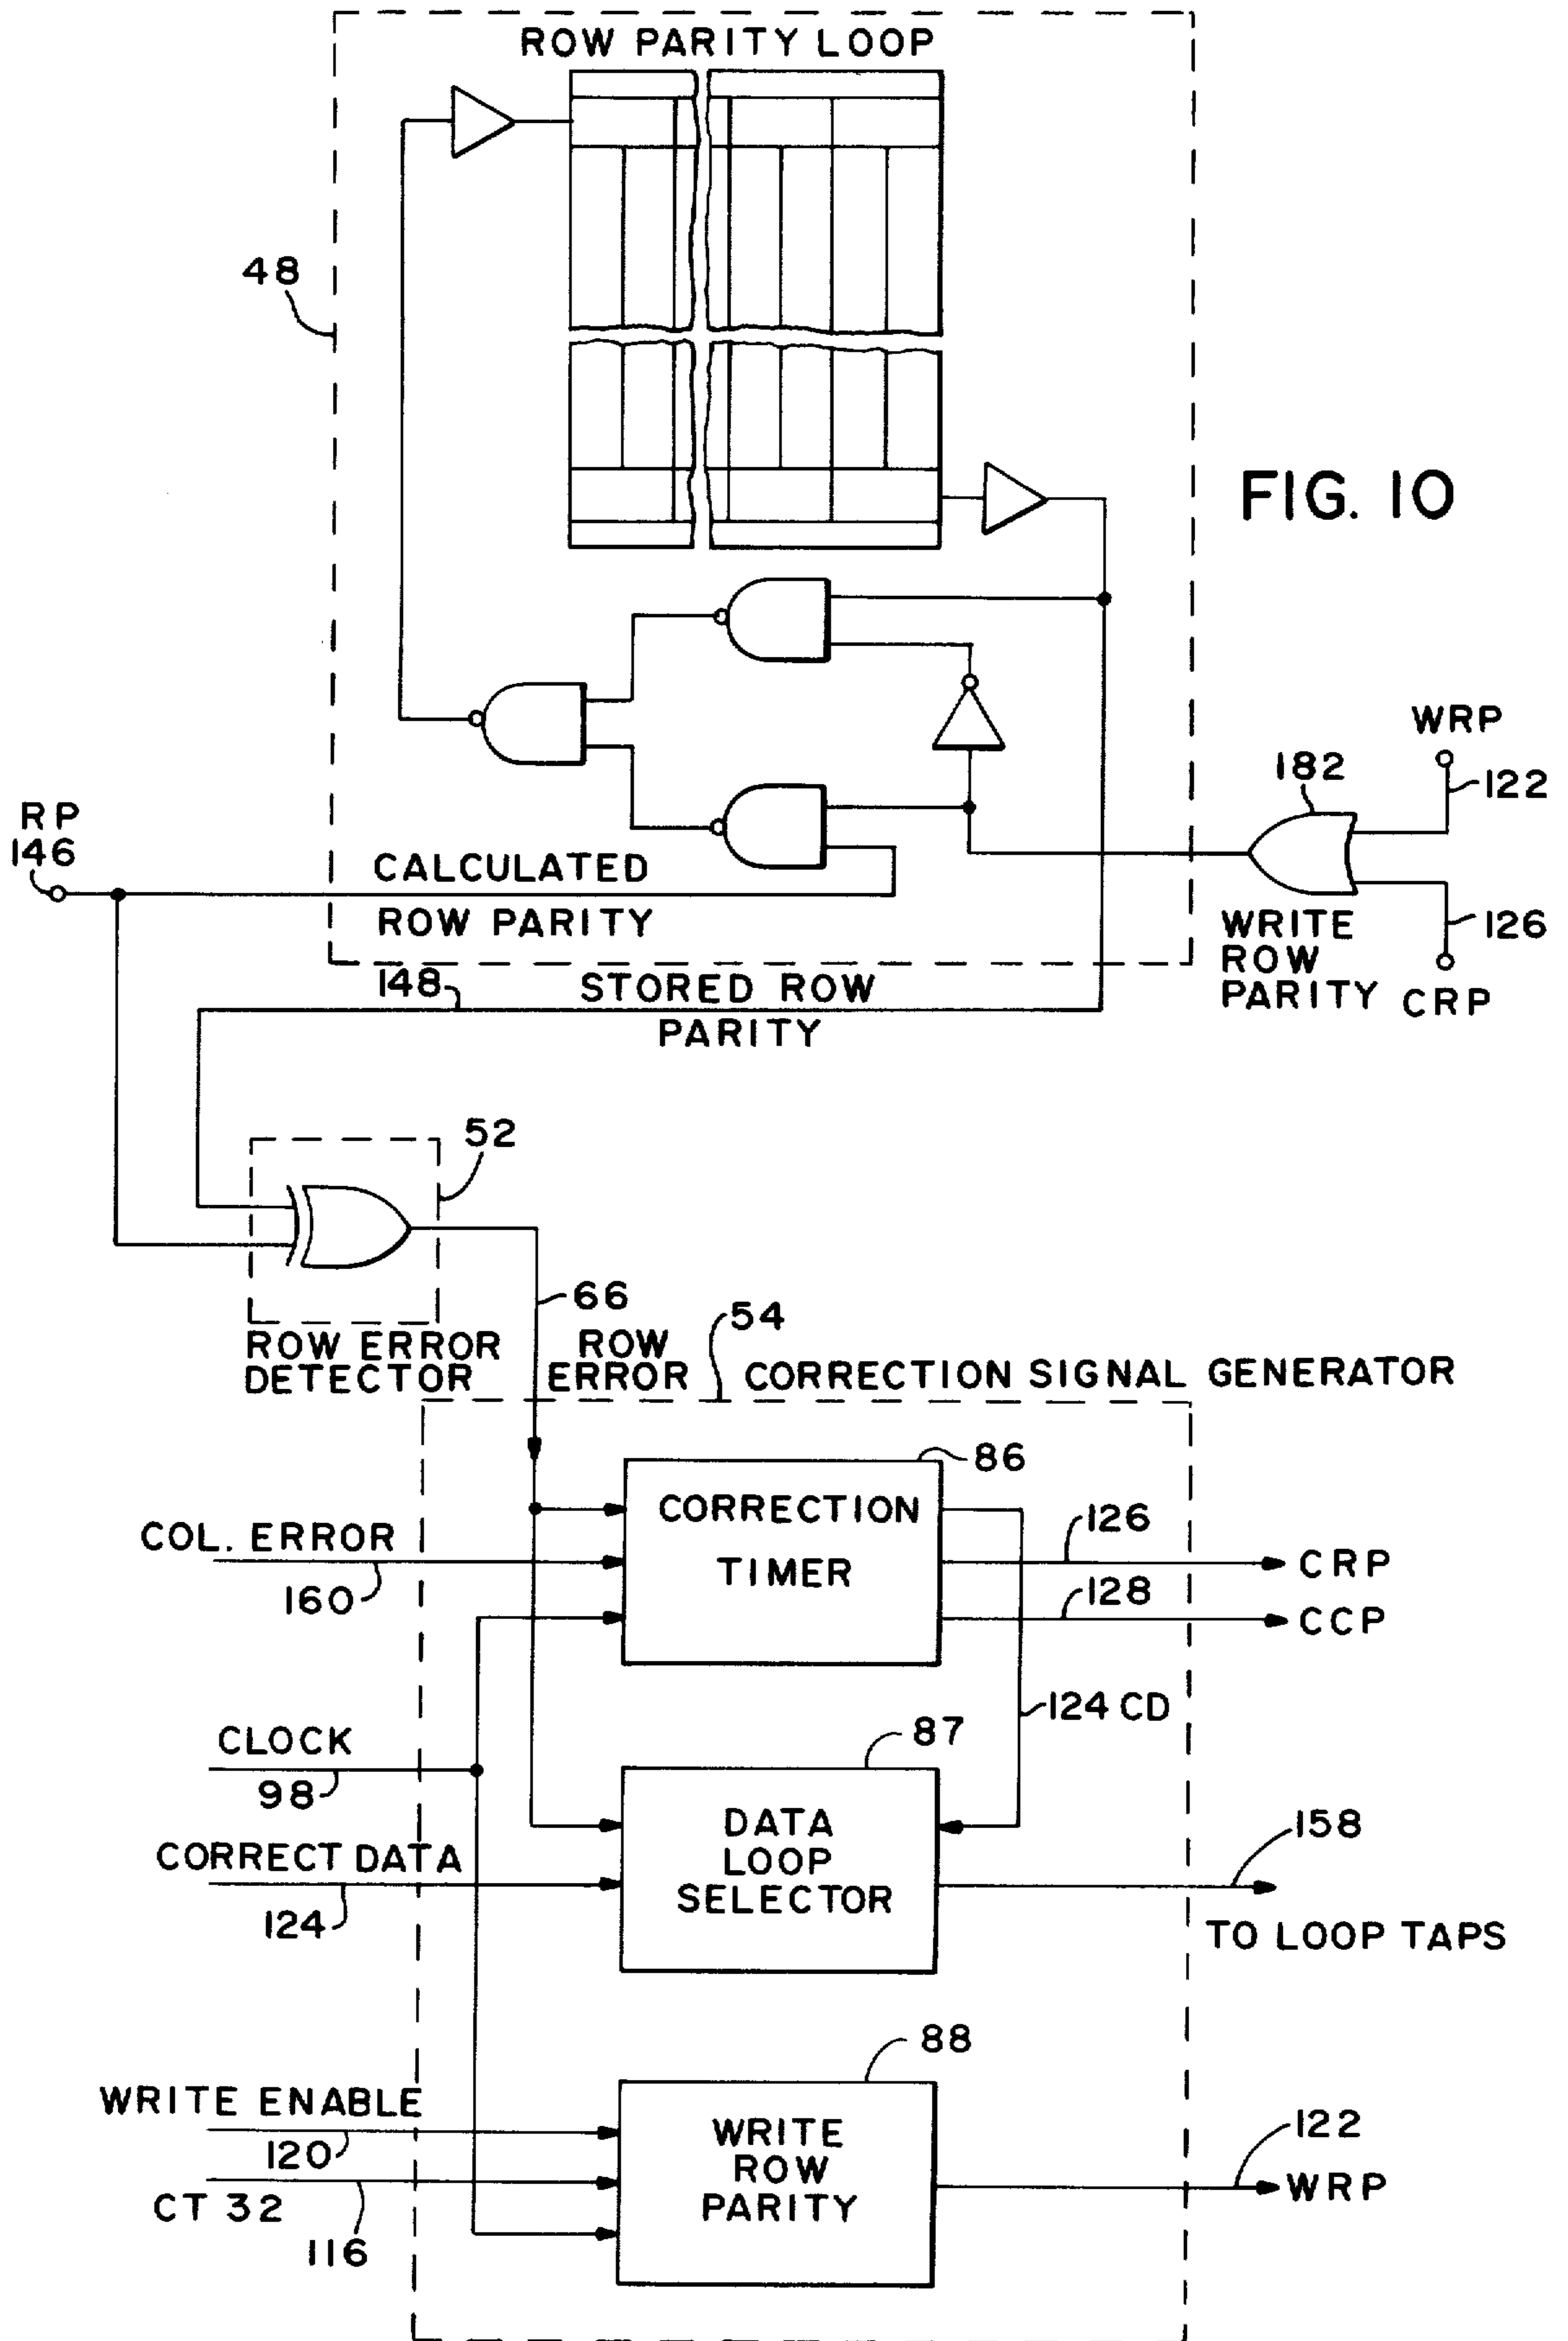 ROW PARITY LOOP
48
FIG. 10
WRP
182
122
RP
146
CALCULATED
ROW PARITY
126
WRITE
ROW
PARITY
CRP
148
STORED ROW
PARITY
52
66
54
ROW ERROR
DETECTOR
ROW
ERROR
CORRECTION SIGNAL GENERATOR
86
CORRECTION
TIMER
COL. ERROR
160
126
CRP
128
CCP
124 CD
CLOCK
98
87
DATA
LOOP
SELECTOR
CORRECT DATA
124
158
TO LOOP TAPS
88
WRITE ENABLE
120
WRITE
ROW
PARITY
CT 32
116
122
WRP